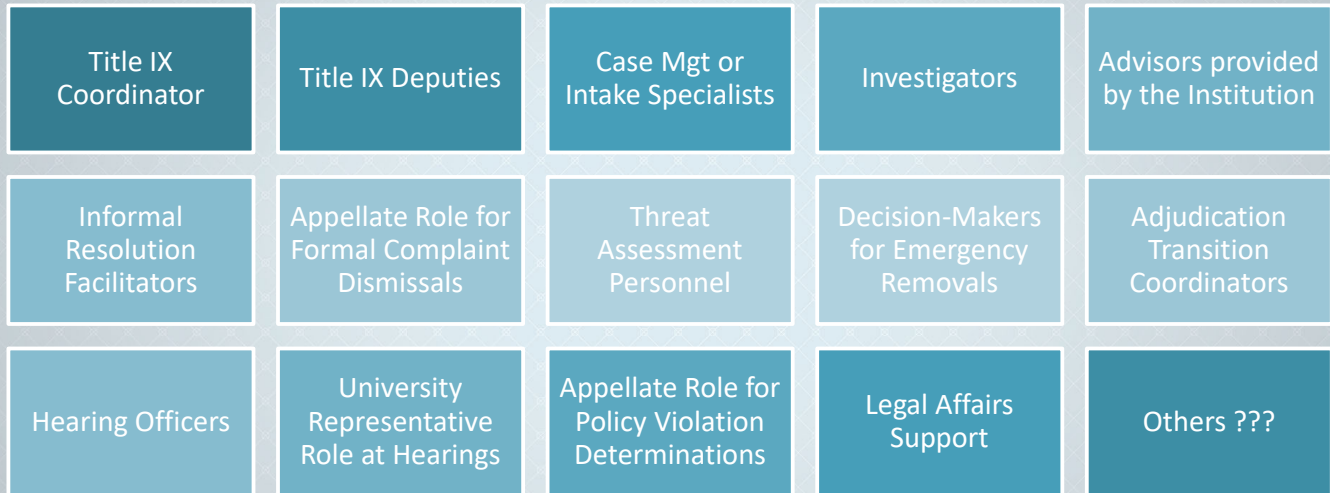 Title IX
Coordinator
Title IX Deputies
Case Mgt or
Intake Specialists
Investigators
Advisors provided
by the Institution
Informal
Resolution
Facilitators
Appellate Role for
Formal Complaint
Dismissals
Threat
Assessment
Personnel
Decision-Makers
for Emergency
Removals
Adjudication
Transition
Coordinators
Hearing Officers
University
Representative
Role at Hearings
Appellate Role for
Policy Violation
Determinations
Legal Affairs
Support
Others ???